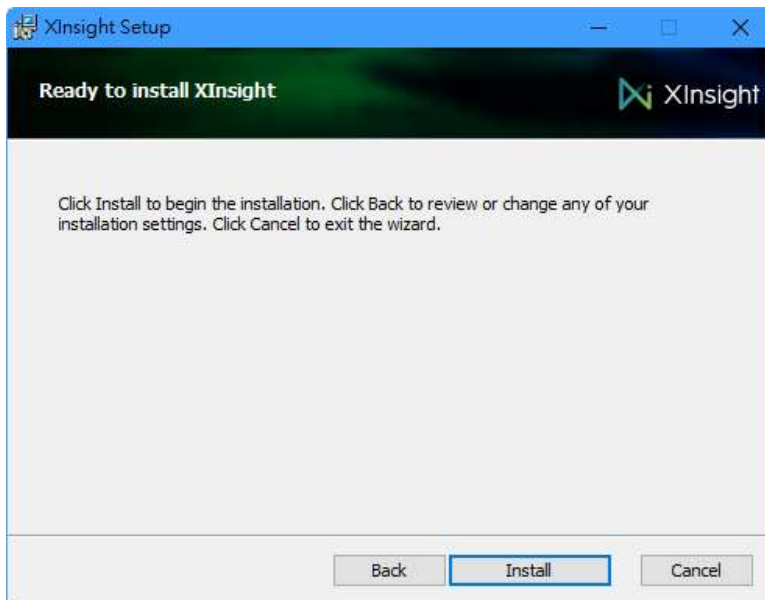 XInsight Setup
Ready to install XInsight
XInsight
Click Install to begin the installation. Click Back to review or change any of your
installation settings. Click Cancel to exit the wizard.
Back
Install
Cancel